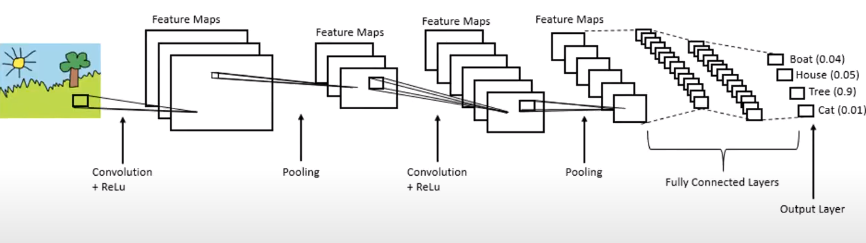 Feature Maps
Feature Maps
Feature Maps
Feature Maps
Boat (0.04)
House (0.05)
Tree (0.9)
Cat (0.01)
Convolution
+ ReLu
Pooling
Convolution
+ ReLu
Pooling
Fully Connected Layers
Output Layer